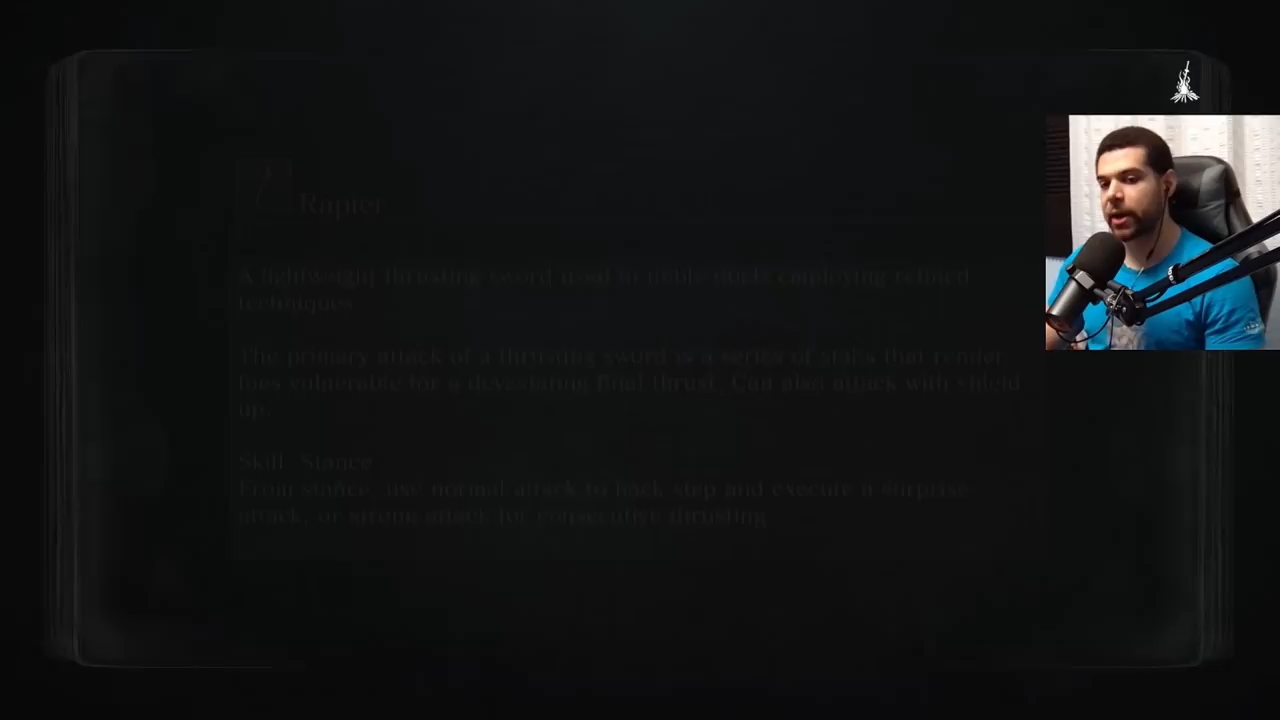 Rapier
A lightweight thrusting sword used in noble duels employing refined
techniques.
The primary attack of a thrusting sword is a series of stabs that render
foes vulnerable for a devastating final thrust. Can also attack with shield
up.
Skill: Stance
From stance, use normal attack to back step and execute a surprise
attack, or strong attack for consecutive thrusting.